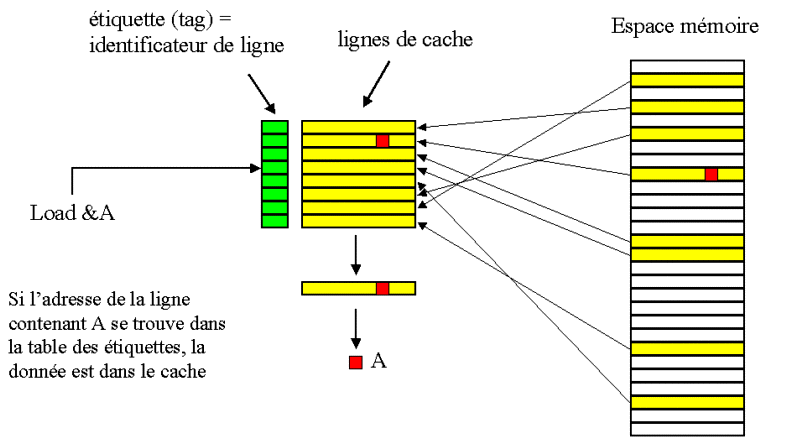 étiquette (tag) =
identificateur de ligne
lignes de cache
Espace mémoire
Load &A
Si l'adresse de la ligne
contenant A se trouve dans
la table des étiquettes, la
donnée est dans le cache
A